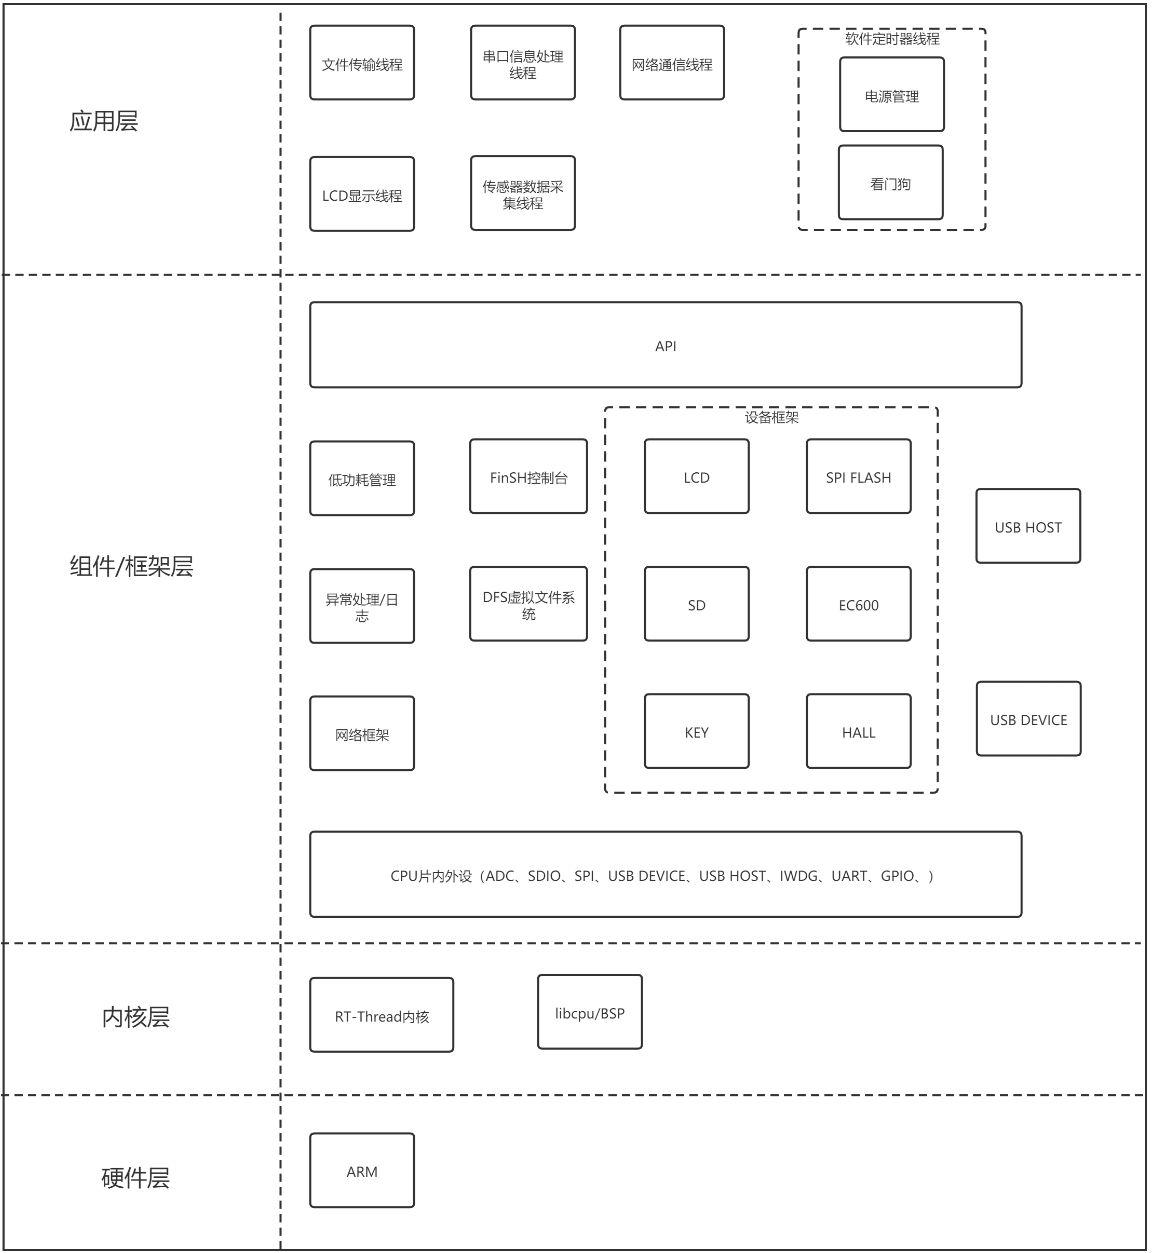 应用层
文件传输线程
串口信息处理
线程
网络通信线程
软件定时器线程
电源管理
看门狗
LCD显示线程
传感器数据采
集线程
组件/框架层
API
设备框架
低功耗管理
FinSH控制台
LCD
SPI FLASH
USB HOST
异常处理/日
志
DFS虚拟文件系
统
SD
EC600
网络框架
KEY
HALL
USB DEVICE
CPU片内外设（ADC、SDIO、SPI、USB DEVICE、USB HOST、IWDG、UART、GPIO、）
内核层
RT-Thread内核
libcpu/BSP
硬件层
ARM